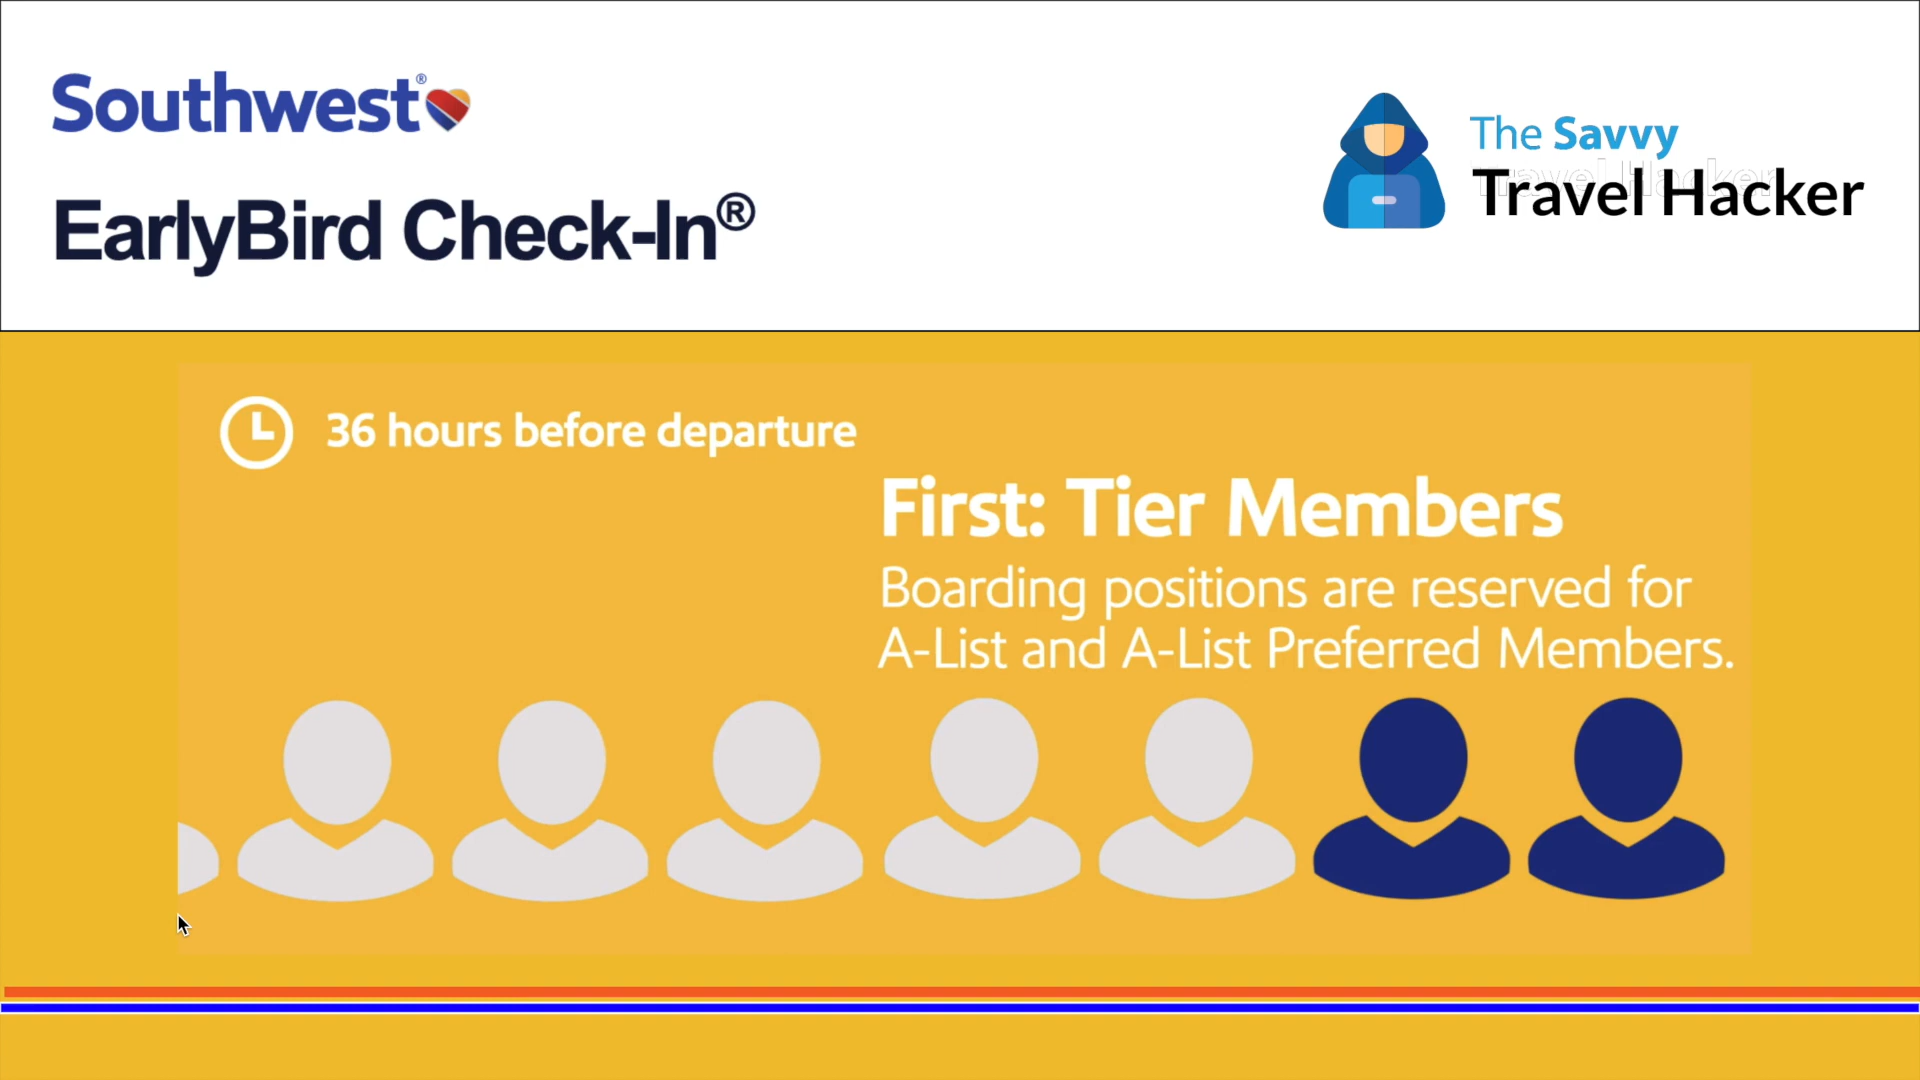 Southwest®
EarlyBird Check-In®
The Savvy
Travel Hacker
36 hours before departure
First: Tier Members
Boarding positions are reserved for
A-List and A-List Preferred Members.